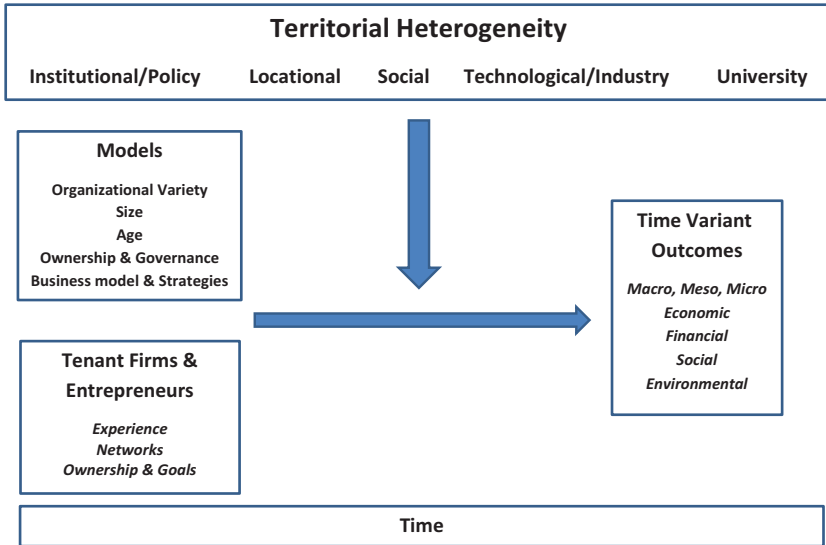 Territorial Heterogeneity
Institutional/Policy Locational Social Technological/Industry University
Models
Organizational Variety
Size
Age
Ownership & Governance
Business model & Strategies
Tenant Firms &
Entrepreneurs
Experience
Networks
Ownership & Goals
Time Variant
Outcomes
Macro, Meso, Micro
Economic
Financial
Social
Environmental
Time